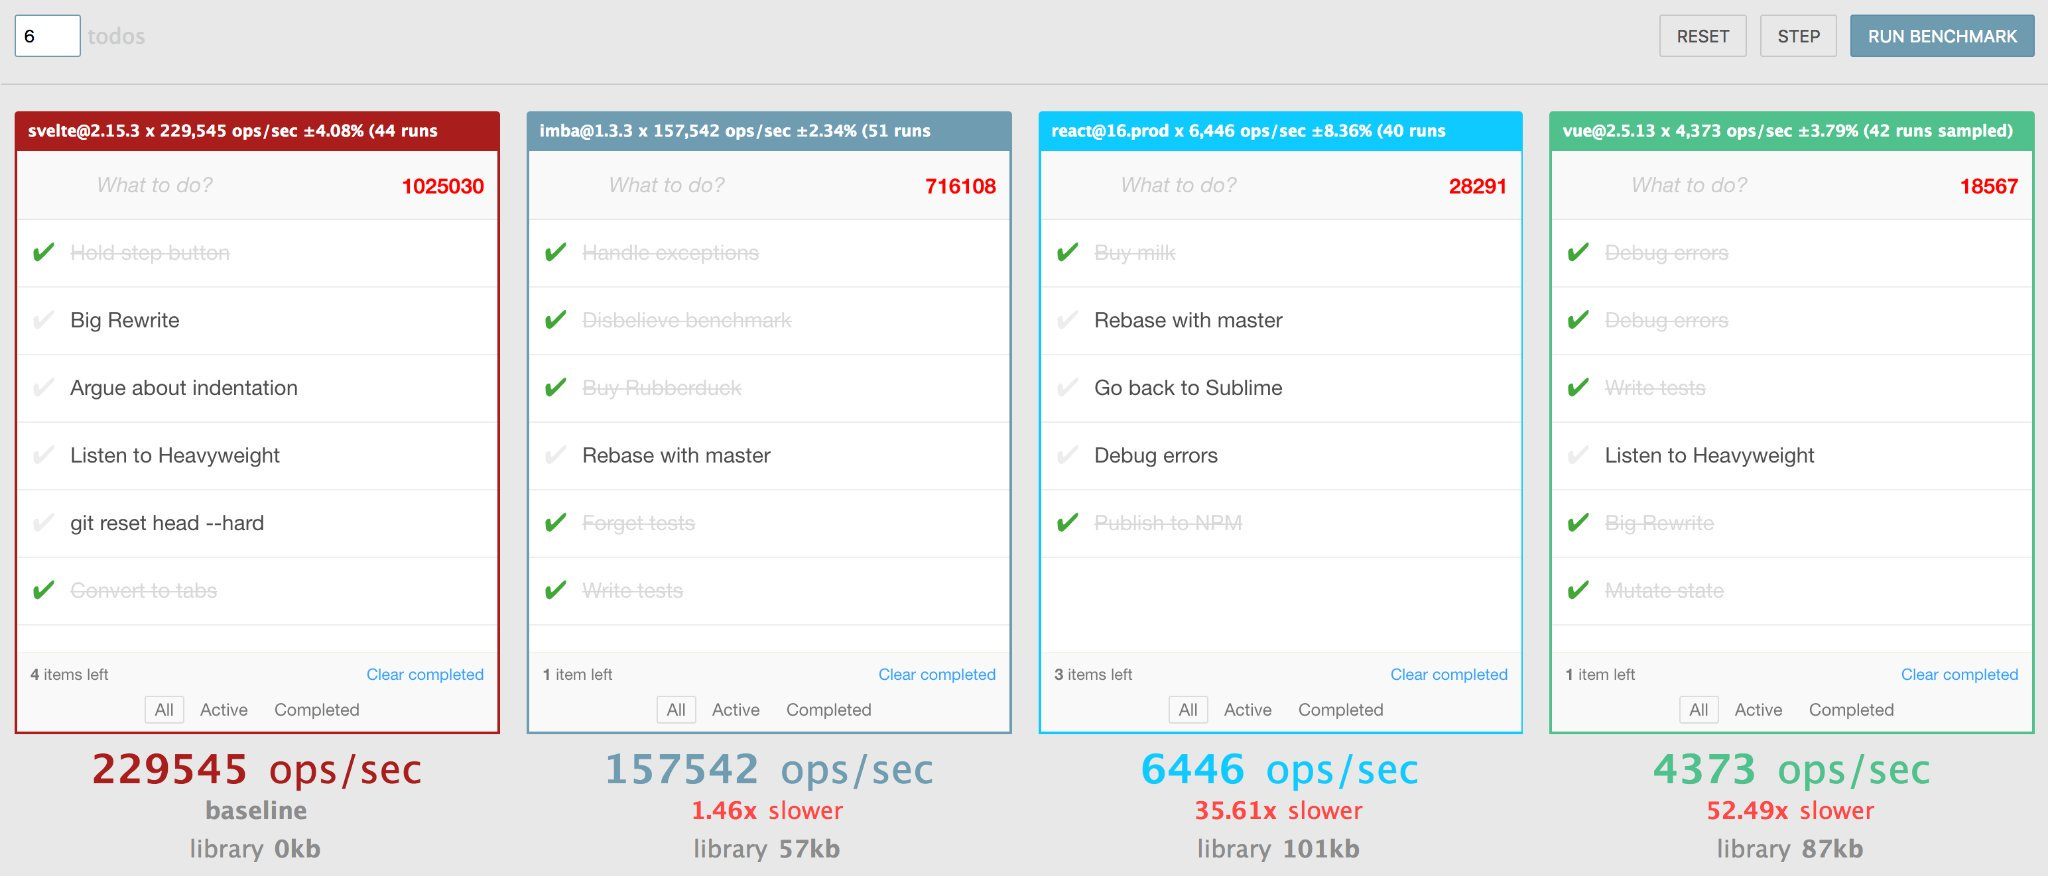 6 todos
RESET STEP RUN BENCHMARK
svelte@2.15.3 x 229,545 ops/sec ±4.08% (44 runs
What to do? 1025030
✔ Hold step button
✔ Big Rewrite
✔ Argue about indentation
✔ Listen to Heavyweight
✔ git reset head --hard
✔ Convert to tabs
4 items left Clear completed
All Active Completed
229545 ops/sec
baseline
library 0kb
imba@1.3.3 x 157,542 ops/sec ±2.34% (51 runs
What to do? 716108
✔ Handle exceptions
✔ Disbelieve benchmark
✔ Buy Rubberduck
✔ Rebase with master
✔ Forget tests
✔ Write tests
1 item left Clear completed
All Active Completed
157542 ops/sec
1.46x slower
library 57kb
react@16.prod x 6,446 ops/sec ±8.36% (40 runs
What to do? 28291
✔ Buy milk
✔ Rebase with master
✔ Go back to Sublime
✔ Debug errors
✔ Publish to NPM
3 items left Clear completed
All Active Completed
6446 ops/sec
35.61x slower
library 101kb
vue@2.5.13 x 4,373 ops/sec ±3.79% (42 runs sampled)
What to do? 18567
✔ Debug errors
✔ Debug errors
✔ Write tests
✔ Listen to Heavyweight
✔ Big Rewrite
✔ Mutate state
1 item left Clear completed
All Active Completed
4373 ops/sec
52.49x slower
library 87kb